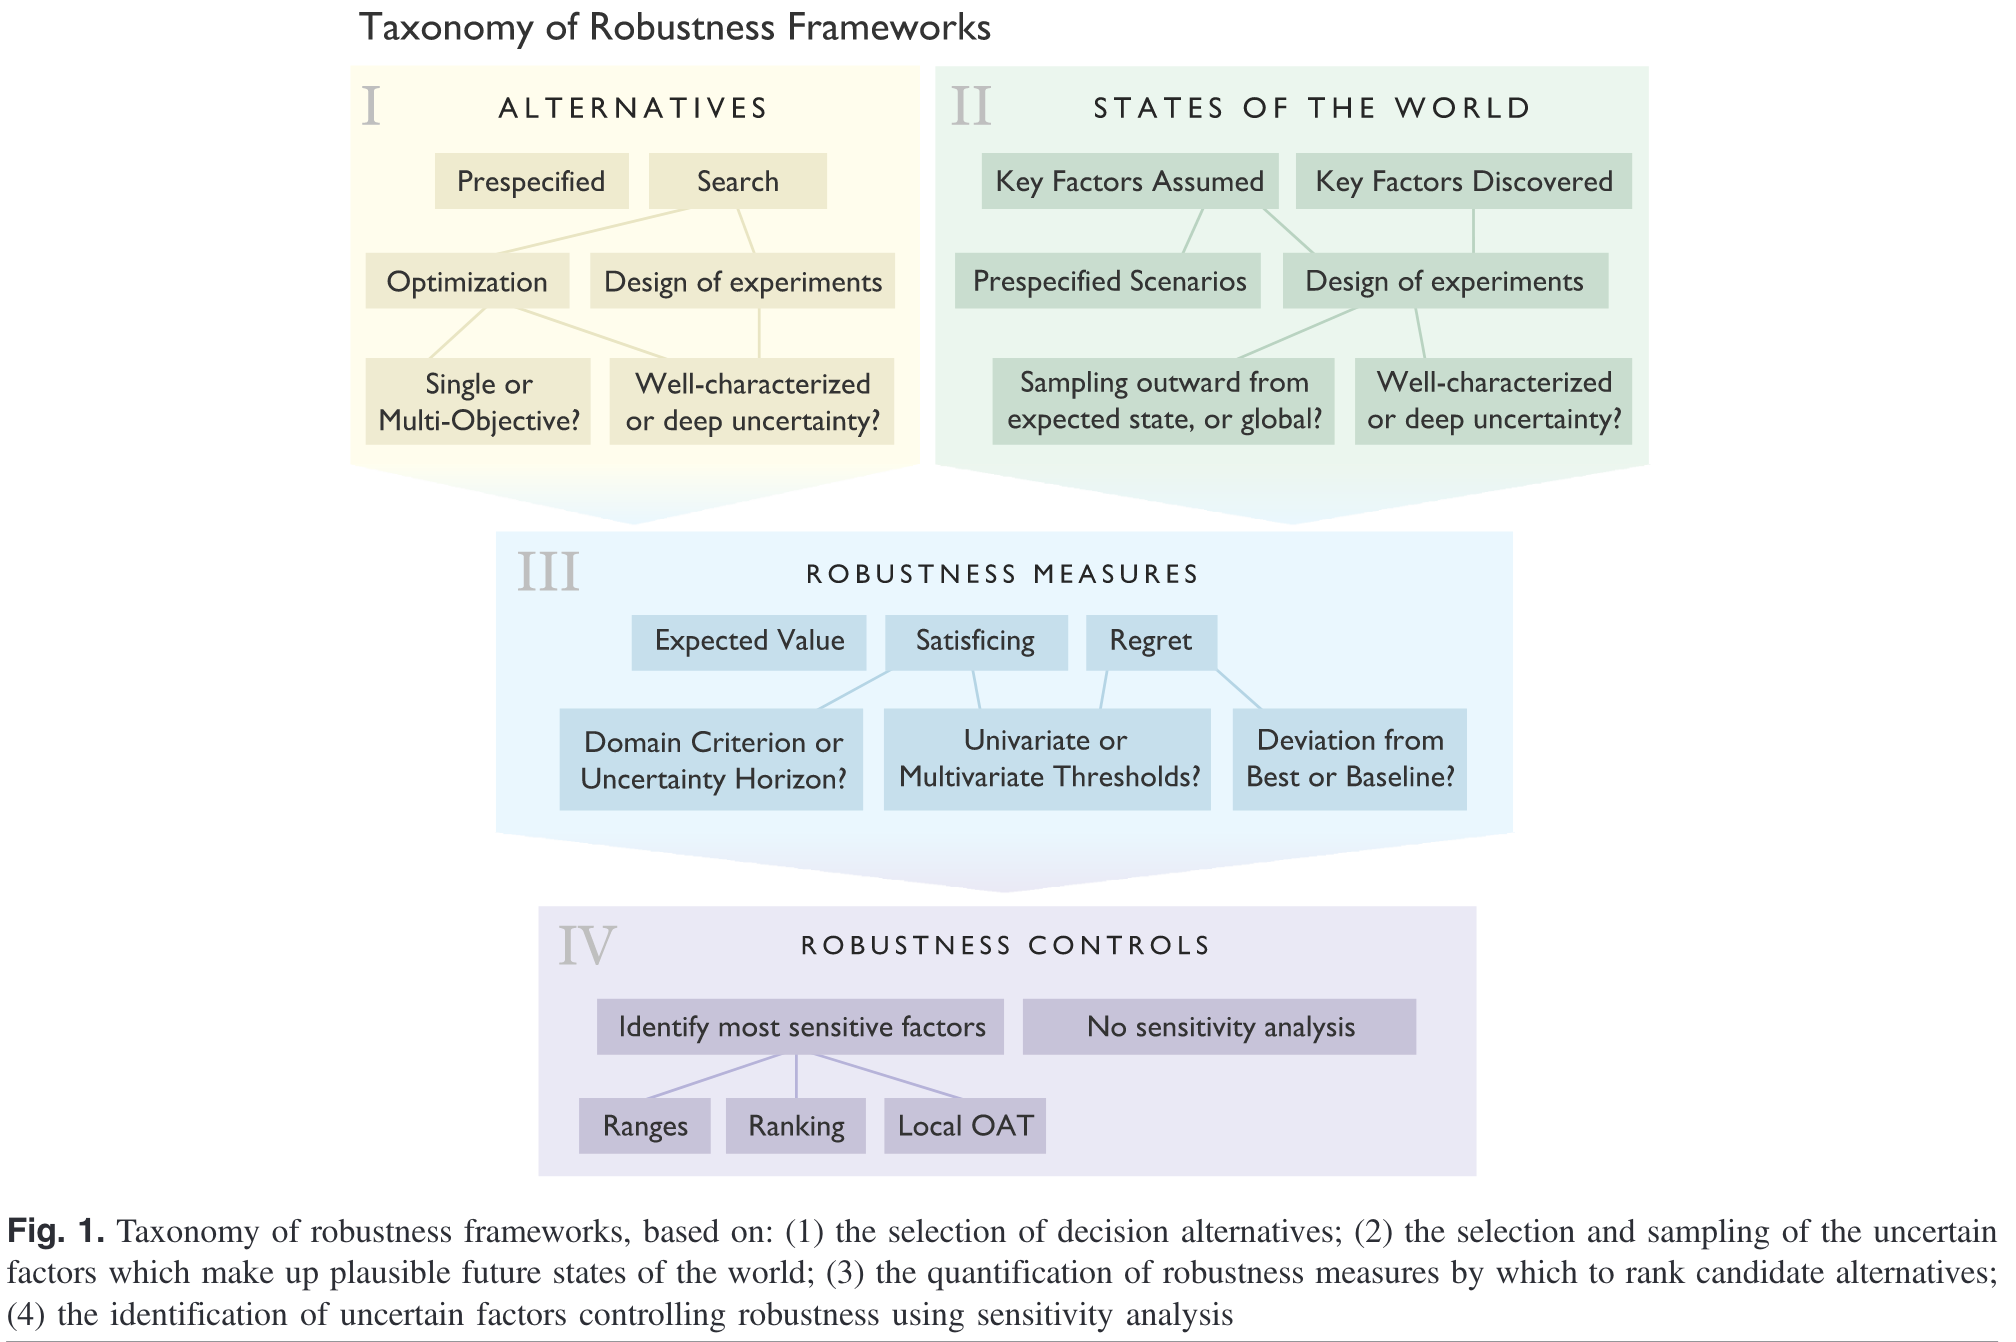 Taxonomy of Robustness Frameworks
I
ALTERNATIVES
Prespecified
Search
Optimization
Design of experiments
Single or
Multi-Objective?
Well-characterized
or deep uncertainty?
II
STATES OF THE WORLD
Key Factors Assumed
Key Factors Discovered
Prespecified Scenarios
Design of experiments
Sampling outward from
expected state, or global?
Well-characterized
or deep uncertainty?
III
ROBUSTNESS MEASURES
Expected Value
Satisficing
Regret
Domain Criterion or
Uncertainty Horizon?
Univariate or
Multivariate Thresholds?
Deviation from
Best or Baseline?
IV
ROBUSTNESS CONTROLS
Identify most sensitive factors
No sensitivity analysis
Ranges
Ranking
Local OAT
Fig. 1. Taxonomy of robustness frameworks, based on: (1) the selection of decision alternatives; (2) the selection and sampling of the uncertain
factors which make up plausible future states of the world; (3) the quantification of robustness measures by which to rank candidate alternatives;
(4) the identification of uncertain factors controlling robustness using sensitivity analysis